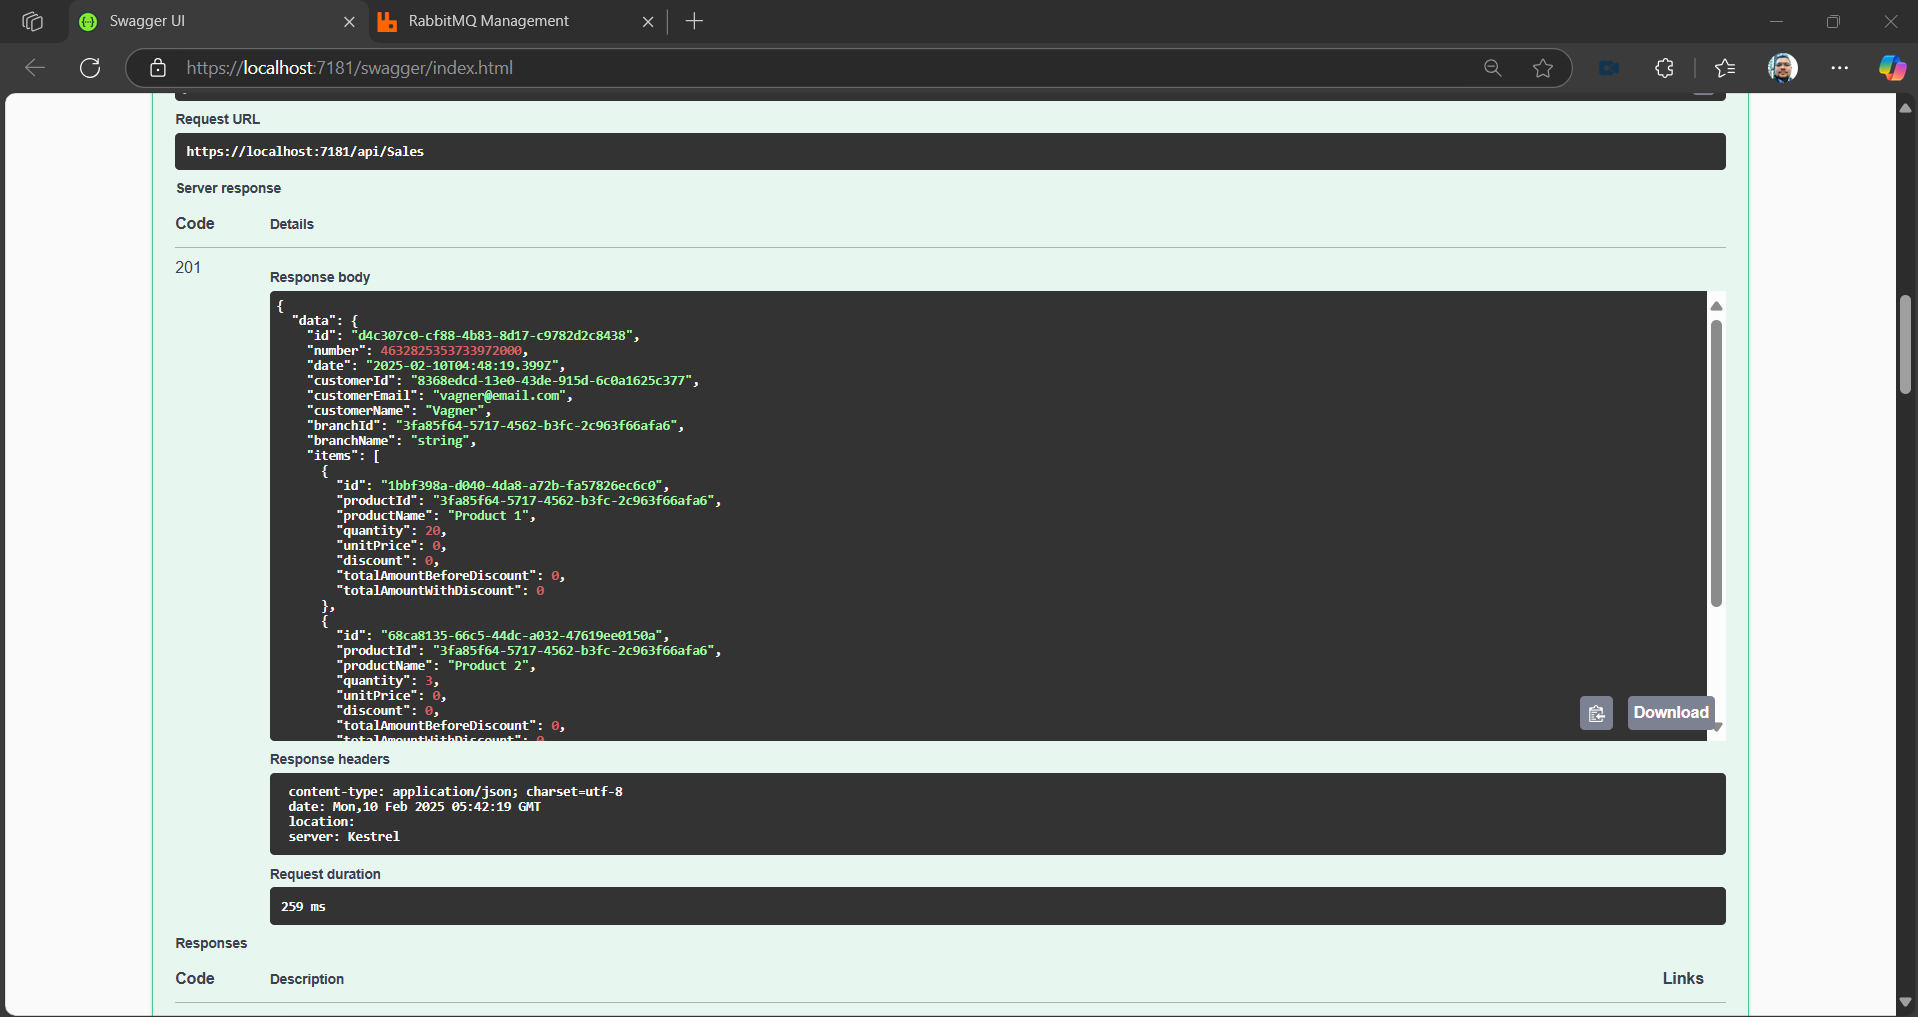 Swagger UI
RabbitMQ Management
https://localhost:7181/swagger/index.html
Request URL
https://localhost:7181/api/Sales
Server response
Code
Details
201
Response body
{
"data": {
"id": "d4c307c0-cf88-4b83-8d17-c9782d2c8438",
"number": 4632825353733972000,
"date": "2025-02-10T04:48:19.399Z",
"customerId": "8368edcd-13e0-43de-915d-6c0a1625c377",
"customerEmail": "vagner@email.com",
"customerName": "Vagner",
"branchId": "3fa85f64-5717-4562-b3fc-2c963f66afa6",
"branchName": "string",
"items": [
{
"id": "1bbf398a-d040-4da8-a72b-fa57826ec6c0",
"productId": "3fa85f64-5717-4562-b3fc-2c963f66afa6",
"productName": "Product 1",
"quantity": 20,
"unitPrice": 0,
"discount": 0,
"totalAmountBeforeDiscount": 0,
"totalAmountWithDiscount": 0
},
{
"id": "68ca8135-66c5-44dc-a032-47619ee0150a",
"productId": "3fa85f64-5717-4562-b3fc-2c963f66afa6",
"productName": "Product 2",
"quantity": 3,
"unitPrice": 0,
"discount": 0,
"totalAmountBeforeDiscount": 0,
"totalAmountWithDiscount": 0
Download
Response headers
content-type: application/json; charset=utf-8
date: Mon,10 Feb 2025 05:42:19 GMT
location:
server: Kestrel
Request duration
259 ms
Responses
Code
Description
Links